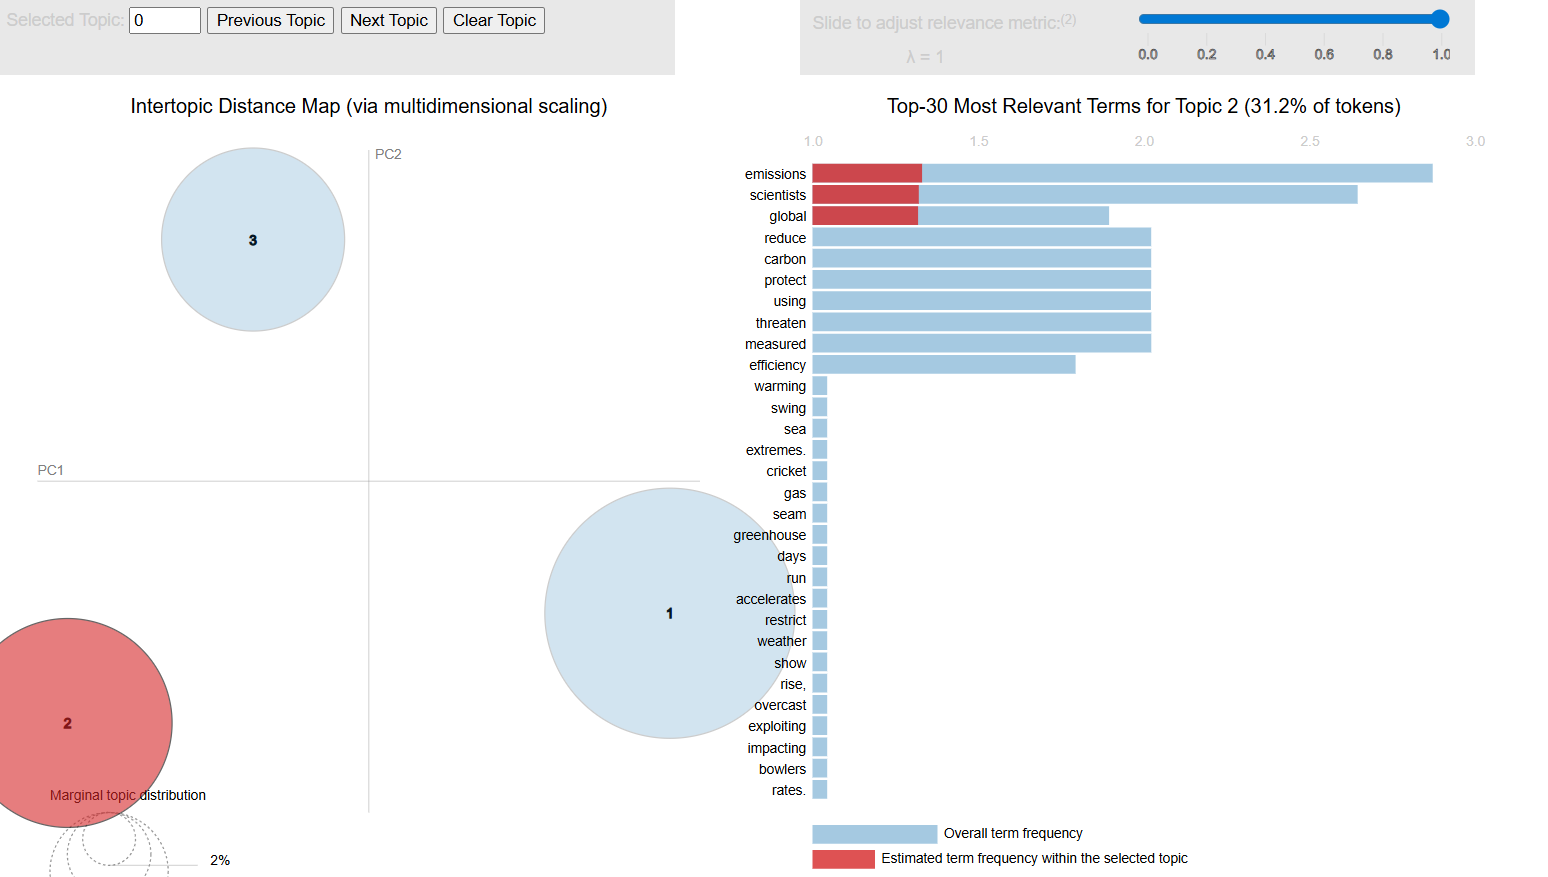 Selected Topic: 0 Previous Topic Next Topic Clear Topic
Slide to adjust relevance metric:(2)
λ = 1
0.0 0.2 0.4 0.6 0.8 1.0
Intertopic Distance Map (via multidimensional scaling)
PC2
PC1
3
1
2
Marginal topic distribution
2%
Top-30 Most Relevant Terms for Topic 2 (31.2% of tokens)
1.0 1.5 2.0 2.5 3.0
emissions
scientists
global
reduce
carbon
protect
using
threaten
measured
efficiency
warming
swing
sea
extremes.
cricket
gas
seam
greenhouse
days
run
accelerates
restrict
weather
show
rise,
overcast
exploiting
impacting
bowlers
rates.
Overall term frequency
Estimated term frequency within the selected topic